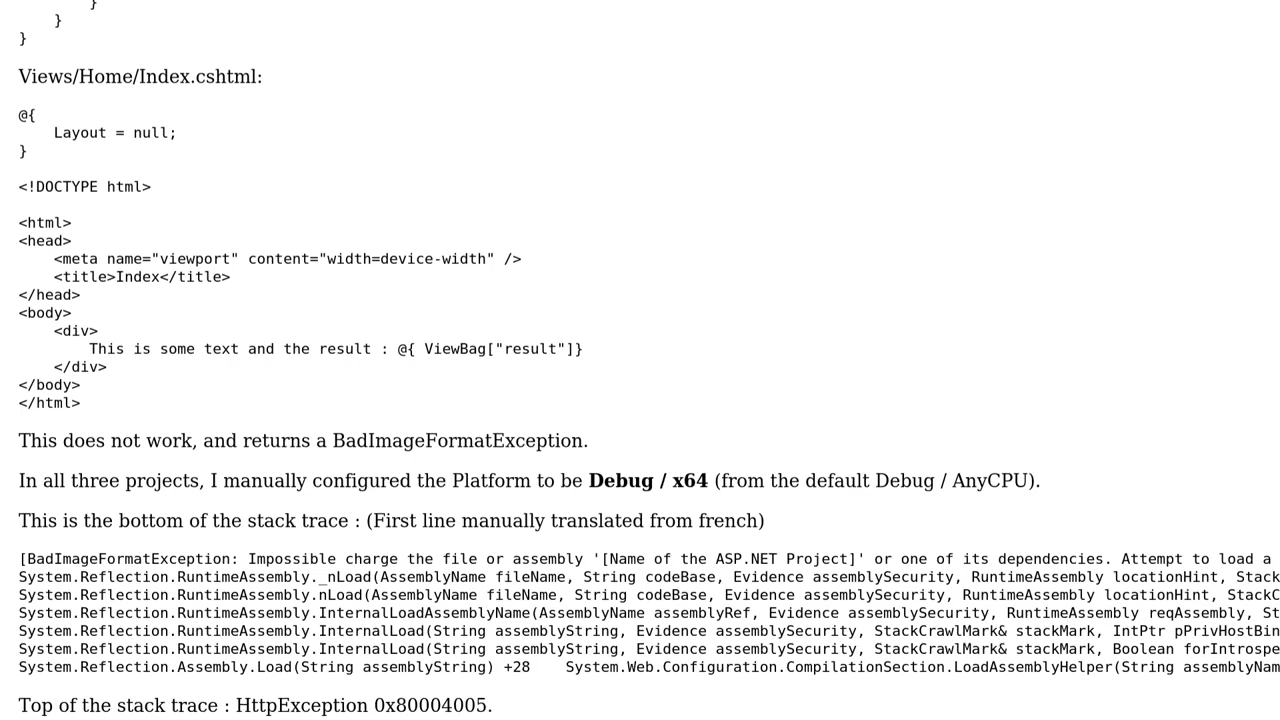 }
    }
}
Views/Home/Index.cshtml:
@{
    Layout = null;
}
<!DOCTYPE html>
<html>
<head>
    <meta name="viewport" content="width=device-width" />
    <title>Index</title>
</head>
<body>
    <div>
        This is some text and the result : @{ ViewBag["result"]}
    </div>
</body>
</html>
This does not work, and returns a BadImageFormatException.
In all three projects, I manually configured the Platform to be Debug / x64 (from the default Debug / AnyCPU).
This is the bottom of the stack trace : (First line manually translated from french)
[BadImageFormatException: Impossible charge the file or assembly '[Name of the ASP.NET Project]' or one of its dependencies. Attempt to load a
System.Reflection.RuntimeAssembly._nLoad(AssemblyName fileName, String codeBase, Evidence assemblySecurity, RuntimeAssembly locationHint, Stack
System.Reflection.RuntimeAssembly.nLoad(AssemblyName fileName, String codeBase, Evidence assemblySecurity, RuntimeAssembly locationHint, StackC
System.Reflection.RuntimeAssembly.InternalLoadAssemblyName(AssemblyName assemblyRef, Evidence assemblySecurity, RuntimeAssembly reqAssembly, St
System.Reflection.RuntimeAssembly.InternalLoad(String assemblyString, Evidence assemblySecurity, StackCrawlMark& stackMark, IntPtr pPrivHostBin
System.Reflection.RuntimeAssembly.InternalLoad(String assemblyString, Evidence assemblySecurity, StackCrawlMark& stackMark, Boolean forIntrospe
System.Reflection.Assembly.Load(String assemblyString) +28    System.Web.Configuration.CompilationSection.LoadAssemblyHelper(String assemblyNam
Top of the stack trace : HttpException 0x80004005.